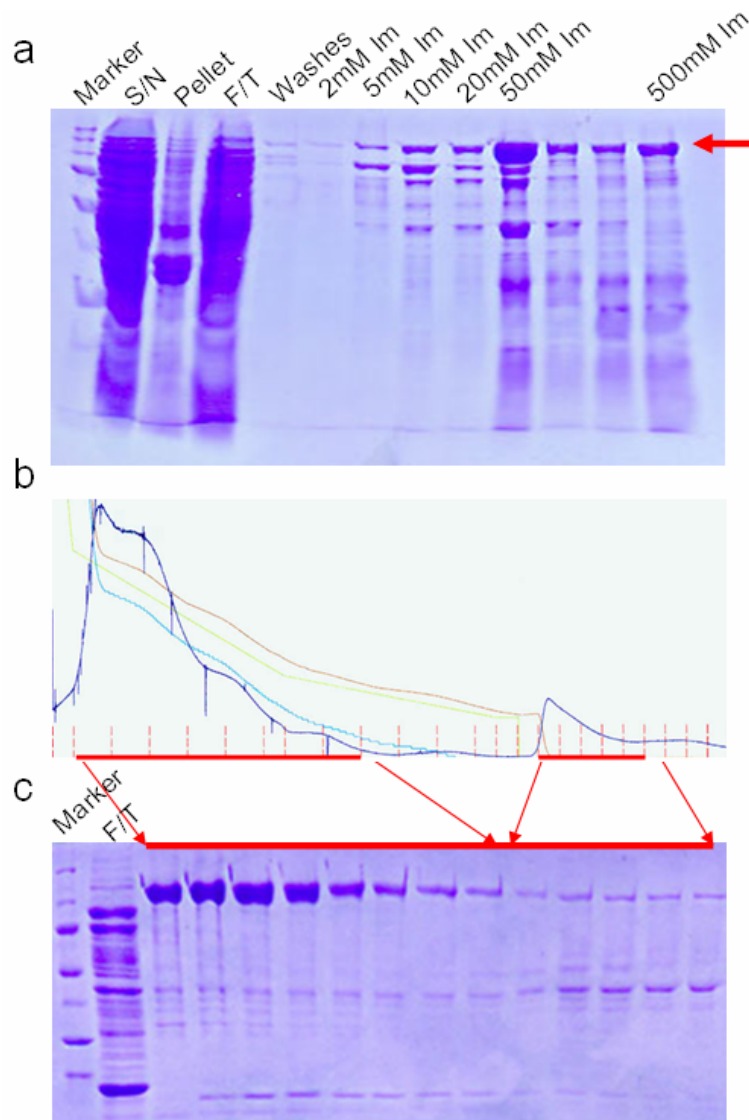 a
Marker
S/N
Pellet
F/T
Washes
2mM Im
5mM Im
10mM Im
20mM Im
50mM Im
500mM Im
b
c
Marker
F/T